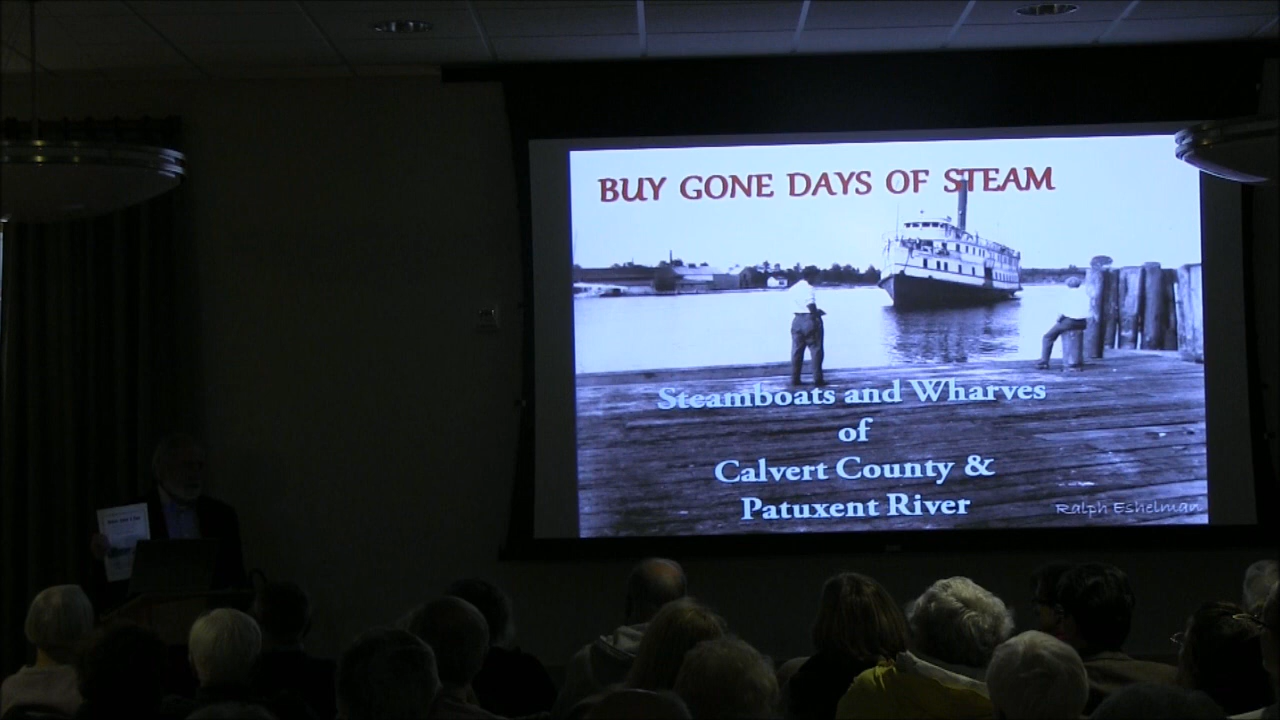 BUY GONE DAYS OF STEAM
Steamboats and Wharves
of
Calvert County &
Patuxent River
Ralph Eshelman